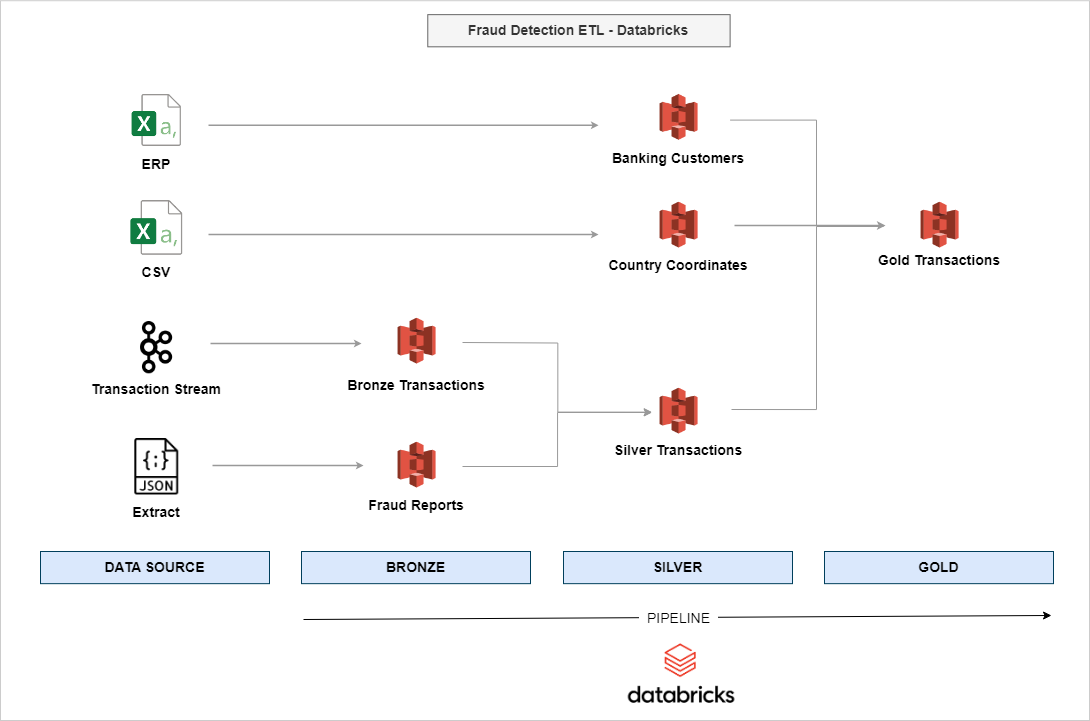 Fraud Detection ETL - Databricks
X a,
ERP
Banking Customers
X a,
CSV
Country Coordinates
Gold Transactions
Transaction Stream
Bronze Transactions
Silver Transactions
{;}
JSON
Extract
Fraud Reports
DATA SOURCE
BRONZE
SILVER
GOLD
PIPELINE
databricks